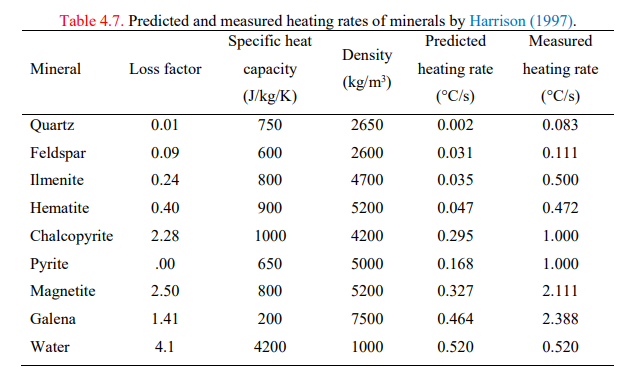 Table 4.7. Predicted and measured heating rates of minerals by Harrison (1997).
Mineral Loss factor Specific heat capacity (J/kg/K) Density (kg/m³) Predicted heating rate (°C/s) Measured heating rate (°C/s)
Quartz 0.01 750 2650 0.002 0.083
Feldspar 0.09 600 2600 0.031 0.111
Ilmenite 0.24 800 4700 0.035 0.500
Hematite 0.40 900 5200 0.047 0.472
Chalcopyrite 2.28 1000 4200 0.295 1.000
Pyrite .00 650 5000 0.168 1.000
Magnetite 2.50 800 5200 0.327 2.111
Galena 1.41 200 7500 0.464 2.388
Water 4.1 4200 1000 0.520 0.520